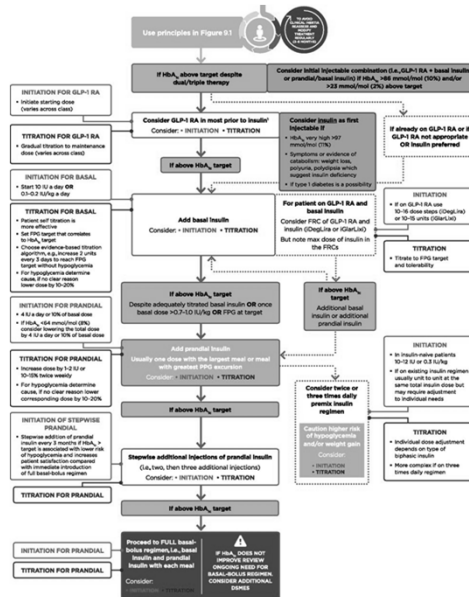 Use principles in Figure 9.1
TO AVOID
CLINICAL INERTIA
REASSESS AND
MODIFY TREATMENT
REGULARLY
(3-6 MONTHS)
If HbA1c above target despite
dual/triple therapy
Consider initial injectable combination (i.e., GLP-1 RA + basal insulin
or prandial/basal insulin) if HbA1c >86 mmol/mol (10%) and/or
>23 mmol/mol (2%) above target
INITIATION FOR GLP-1 RA
• Initiate starting dose
(varies across class)
TITRATION FOR GLP-1 RA
• Gradual titration to maintenance
dose (varies across class)
Consider GLP-1 RA in most prior to insulin1
Consider: • INITIATION • TITRATION
Consider insulin as first
injectable if
• HbA1c very high >97
mmol/mol (11%)
• Symptoms or evidence of
catabolism: weight loss,
polyuria, polydipsia which
suggest insulin deficiency
• If type 1 diabetes is a possibility
If already on GLP-1 RA or if
GLP-1 RA not appropriate
OR insulin preferred
If above HbA1c target
INITIATION FOR BASAL
• Start 10 IU a day OR
0.1-0.2 IU/kg a day
TITRATION FOR BASAL
• Patient self titration is
more effective
• Set FPG target that correlates to
HbA1c target
• Choose evidence-based titration
algorithm, e.g., increase 2 units
every 3 days to reach FPG target
without hypoglycemia
• For hypoglycemia determine
cause, if no clear reason
lower dose by 10-20%
Add basal insulin
Consider: • INITIATION • TITRATION
For patient on GLP-1 RA and
basal insulin
Consider FRC of GLP-1 RA and
insulin (iDegLira or iGlarLixi)
But note max dose of insulin in
the FRCs
INITIATION
• If on GLP-1 RA use
10-16 dose steps (iDegLira)
or 10-15 units (iGlarLixi)
TITRATION
• Titrate to FPG target
and tolerability
If above HbA1c target
Despite adequately titrated basal insulin OR once
basal dose >0.7-1.0 IU/kg OR FPG at target
If above HbA1c
target
Additional basal
insulin or additional
prandial insulin
INITIATION FOR PRANDIAL
• 4 IU a day or 10% of basal dose
• If HbA1c <64 mmol/mol (8%)
consider lowering the total dose
by 4 IU a day or 10% of basal dose
TITRATION FOR PRANDIAL
• Increase dose by 1-2 IU or
10-15% twice weekly
• For hypoglycemia determine cause, if
no clear reason lower
corresponding dose by 10-20%
Add prandial insulin
Usually one dose with the largest meal or meal
with greatest PPG excursion
Consider: • INITIATION • TITRATION
Consider twice or
three times daily
premix insulin
regimen
Caution higher risk
of hypoglycemia
and/or weight gain
Consider:
• INITIATION
• TITRATION
INITIATION
• In insulin-naive patients
10-12 IU or 0.3 IU/kg
• If on existing insulin regimen
usually unit to unit at the
same total insulin dose but
may require adjustment to
individual needs
TITRATION
• Individual dose adjustment
depends on type of
biphasic insulin
• More complex if on three
times daily regimen
If above HbA1c
target
INITIATION OF STEPWISE
PRANDIAL
• Stepwise addition of prandial
insulin every 3 months if HbA1c >
target is associated with lower risk
of hypoglycemia and increases
patient satisfaction compared
with immediate introduction of
full basal-bolus regimen
TITRATION FOR PRANDIAL
Stepwise additional injections of prandial insulin
(i.e., two, then three additional injections)
Consider: • INITIATION • TITRATION
If above HbA1c
target
INITIATION FOR PRANDIAL
TITRATION FOR PRANDIAL
Proceed to FULL basal-
bolus regimen, i.e., basal
insulin and prandial
insulin with each meal
Consider:
• INITIATION • TITRATION
IF HbA1c DOES NOT
IMPROVE REVIEW
ONGOING NEED FOR
BASAL-BOLUS REGIMEN.
CONSIDER ADDITIONAL
DSMES